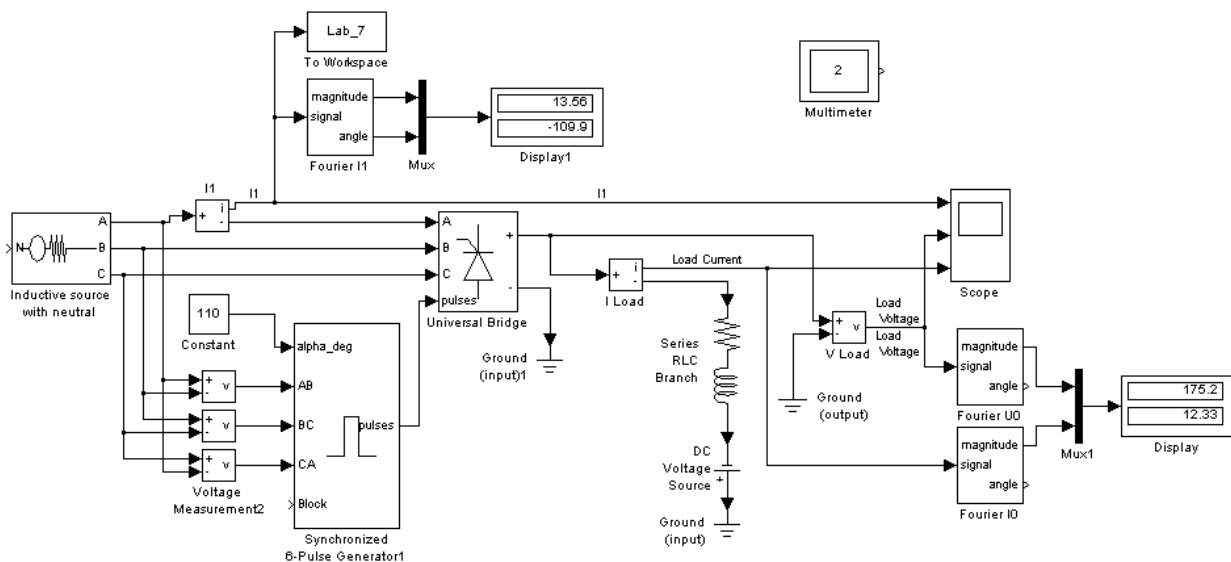 Lab_7
To Workspace
magnitude
signal
angle
Fourier I1
Mux
13.56
-109.9
Display1
2
Multimeter
I1
I1
I1
i
+
-
N
A
B
C
Inductive source
with neutral
A
B
C
pulses
+
-
Universal Bridge
Ground
(input)1
110
Constant
alpha_deg
AB
BC
CA
Block
pulses
Synchronized
6-Pulse Generator1
+
-
v
+
-
v
+
-
v
Voltage
Measurement2
+
i
-
I Load
Load Current
Series
RLC
Branch
DC
Voltage
Source
+
Ground
(input)
+
-
v
V Load
Load
Voltage
Load
Voltage
Ground
(output)
Scope
magnitude
signal
angle
Fourier U0
magnitude
signal
angle
Fourier I0
Mux1
175.2
12.33
Display